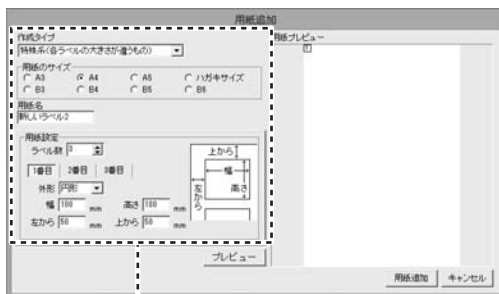 用紙追加
作成タイプ
特殊系(各ラベルの大きさが違うもの)
用紙のサイズ
A3 A4 A5 ハガキサイズ
B3 B4 B5 B6
用紙名
新しいラベル2
用紙設定
ラベル数 3
1番目 2番目 3番目
外形 円形
幅 100 mm 高さ 100 mm
左から 50 mm 上から 50 mm
上から
幅
左から
高さ
プレビュー
用紙プレビュー
1
用紙追加 キャンセル